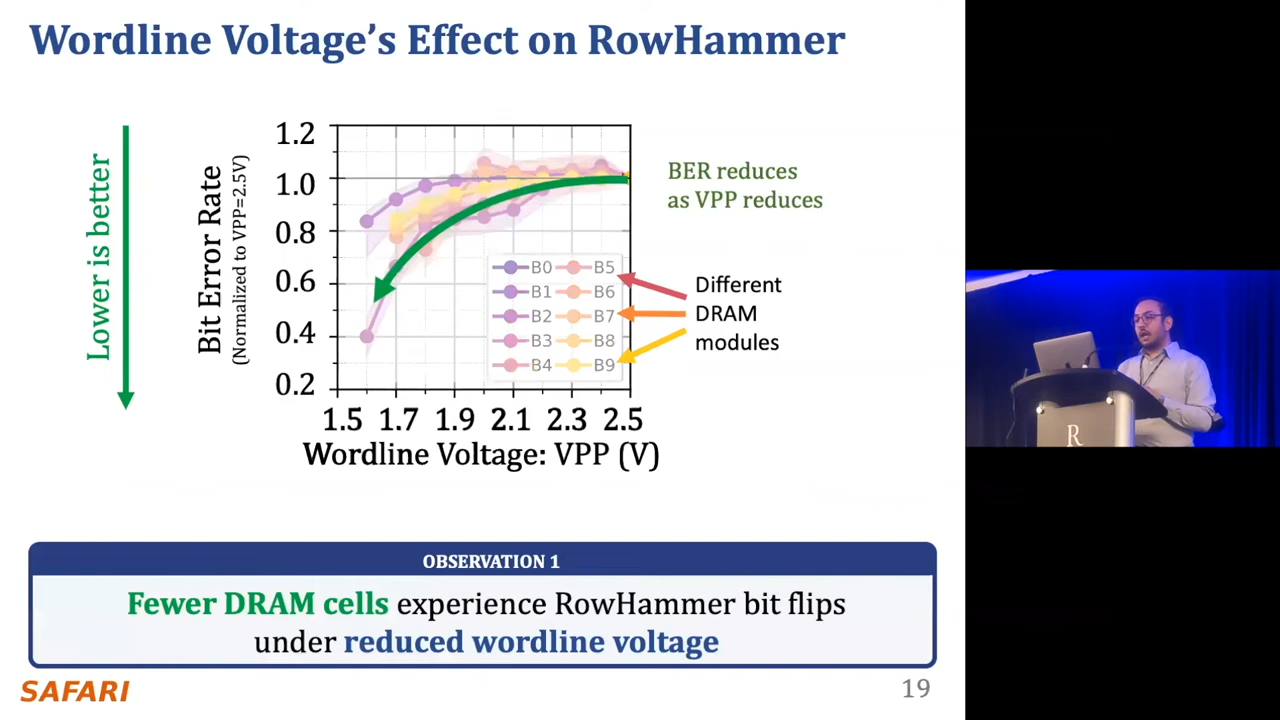 Wordline Voltage's Effect on RowHammer
Lower is better
Bit Error Rate
(Normalized to VPP=2.5V)
1.2
1.0
0.8
0.6
0.4
0.2
1.5 1.7 1.9 2.1 2.3 2.5
Wordline Voltage: VPP (V)
B0 B5
B1 B6
B2 B7
B3 B8
B4 B9
BER reduces
as VPP reduces
Different
DRAM
modules
OBSERVATION 1
Fewer DRAM cells experience RowHammer bit flips
under reduced wordline voltage
SAFARI
19
R